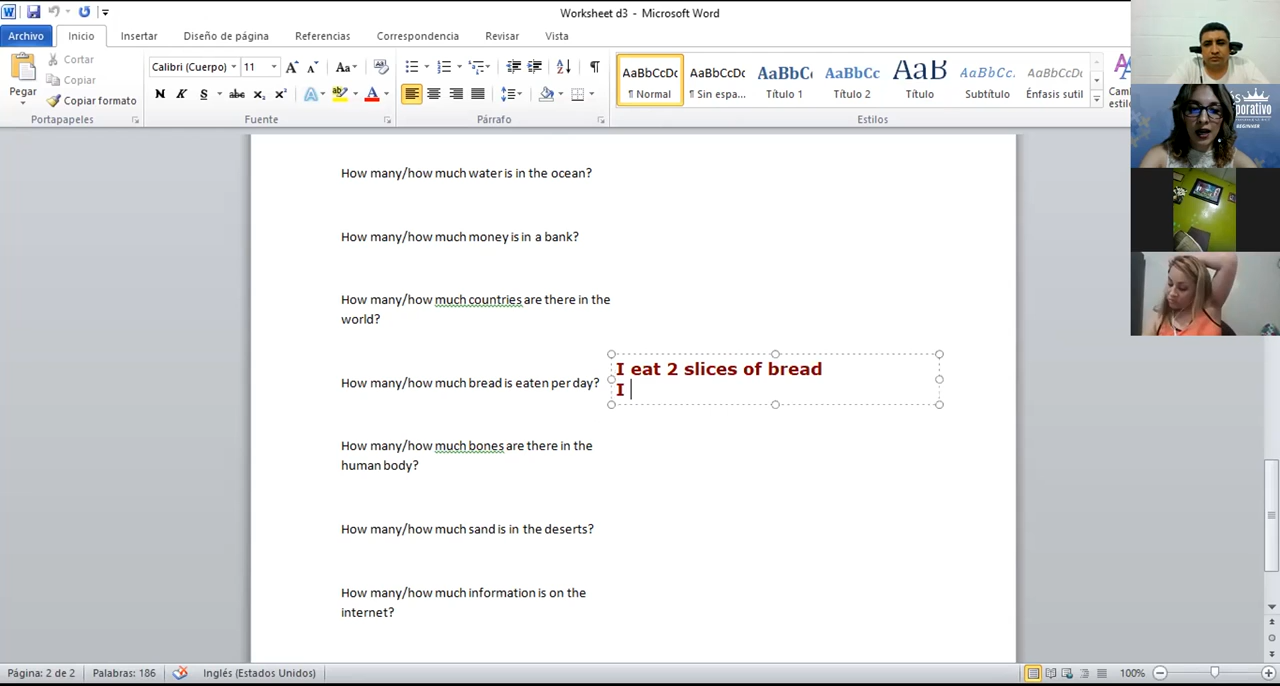 Worksheet d3 - Microsoft Word
Archivo Inicio Insertar Diseño de página Referencias Correspondencia Revisar Vista
Pegar
Cortar
Copiar
Copiar formato
Calibri (Cuerpo) 11
N K S abc x₂ x²
AaBbCcDc AaBbCcDc AaBbC AaBbCc AaB AaBbCc. AaBbCcDc
¶ Normal ¶ Sin espa... Título 1 Título 2 Título Subtítulo Énfasis sutil
Portapapeles Fuente Párrafo Estilos
How many/how much water is in the ocean?
How many/how much money is in a bank?
How many/how much countries are there in the
world?
I eat 2 slices of bread
I
How many/how much bread is eaten per day?
How many/how much bones are there in the
human body?
How many/how much sand is in the deserts?
How many/how much information is on the
internet?
BEGINNER
Página: 2 de 2 Palabras: 186 Inglés (Estados Unidos) 100%